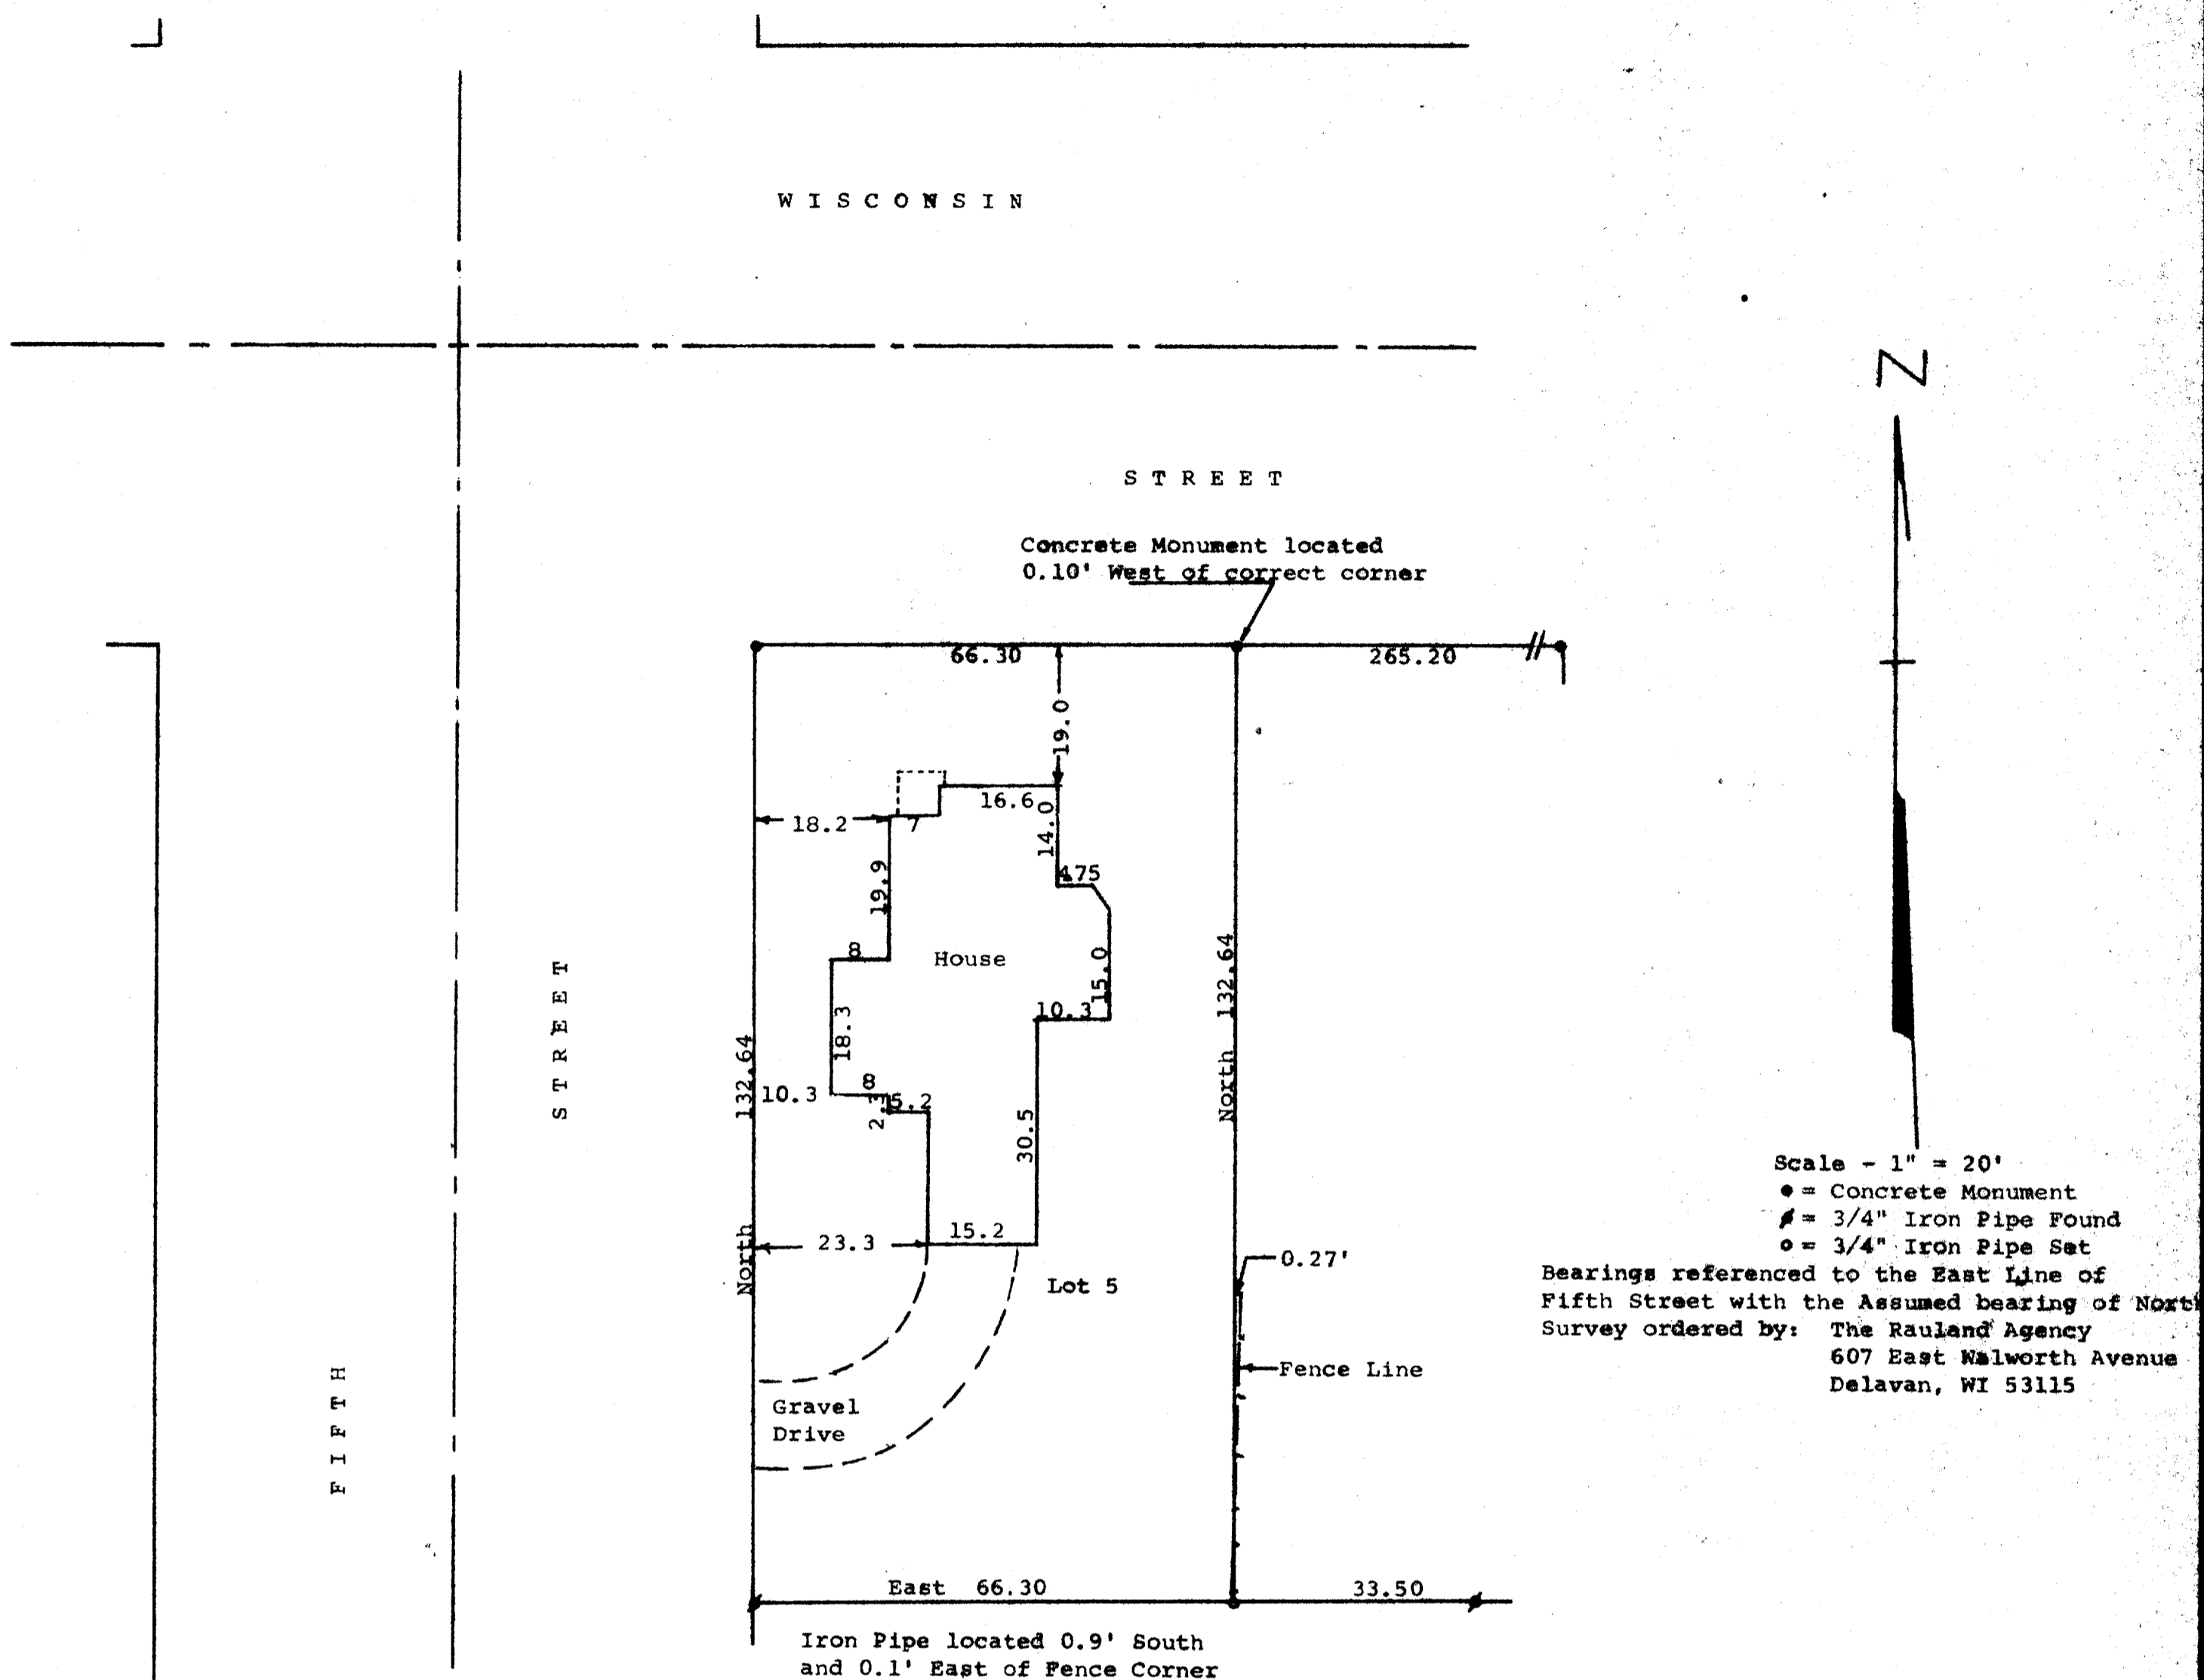 W I S C O N S I N
N
S T R E E T
Concrete Monument located
0.10' West of correct corner
66.30
265.20
19.0
16.6
18.2
7
14.0
4.75
19.9
8
House
15.0
10.3
18.3
North 132.64
North 132.64
10.3
8
2.3
5.2
30.5
S T R E E T
F I F T H
23.3
15.2
Lot 5
0.27'
Fence Line
Gravel
Drive
Scale - 1" = 20'
= Concrete Monument
= 3/4" Iron Pipe Found
= 3/4" Iron Pipe Set
Bearings referenced to the East Line of
Fifth Street with the Assumed bearing of North
Survey ordered by: The Rauland Agency
607 East Walworth Avenue
Delavan, WI 53115
East 66.30
33.50
Iron Pipe located 0.9' South
and 0.1' East of Fence Corner